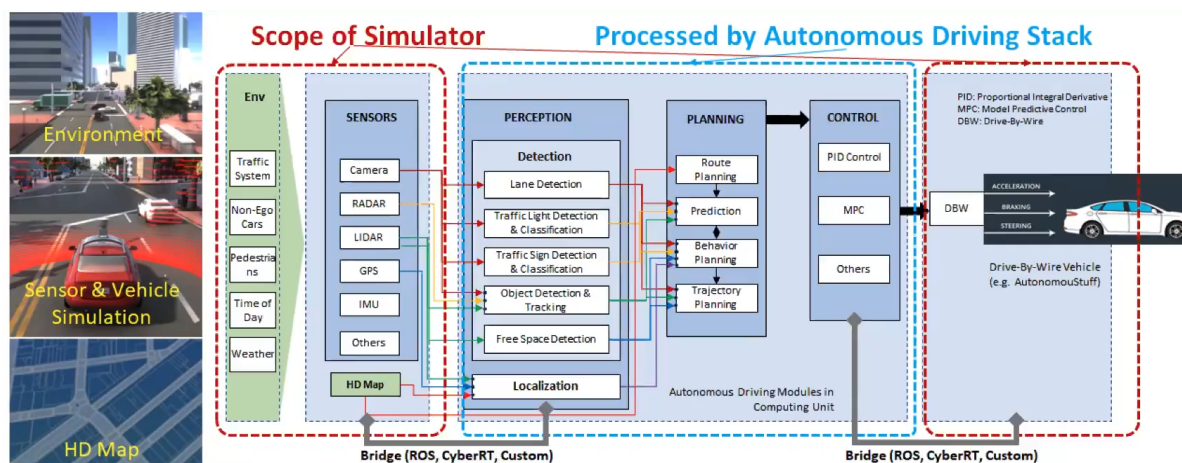 Scope of Simulator
Processed by Autonomous Driving Stack
Environment
Sensor & Vehicle
Simulation
HD Map
Env
Traffic
System
Non-Ego
Cars
Pedestria
ns
Time of
Day
Weather
SENSORS
Camera
RADAR
LIDAR
GPS
IMU
Others
HD Map
PERCEPTION
Detection
Lane Detection
Traffic Light Detection
& Classification
Traffic Sign Detection
& Classification
Object Detection &
Tracking
Free Space Detection
Localization
PLANNING
Route
Planning
Prediction
Behavior
Planning
Trajectory
Planning
CONTROL
PID Control
MPC
Others
Autonomous Driving Modules in
Computing Unit
PID: Proportional Integral Derivative
MPC: Model Predictive Control
DBW: Drive-By-Wire
DBW
ACCELERATION
BRAKING
STEERING
Drive-By-Wire Vehicle
(e.g. AutonomouStuff)
Bridge (ROS, CyberRT, Custom)
Bridge (ROS, CyberRT, Custom)